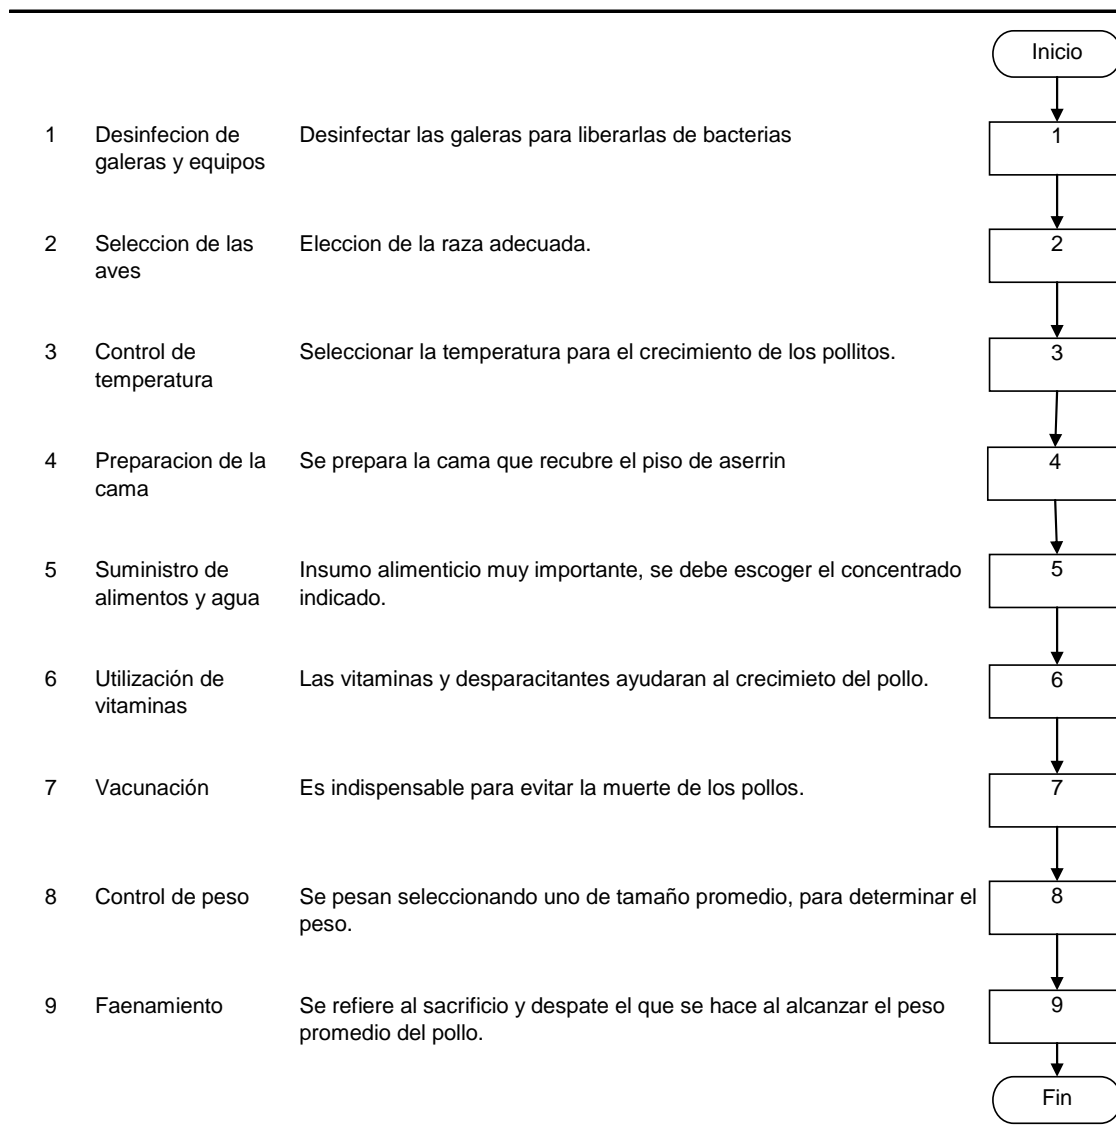 Inicio
1 Desinfecion de galeras y equipos Desinfectar las galeras para liberarlas de bacterias 1
2 Seleccion de las aves Eleccion de la raza adecuada. 2
3 Control de temperatura Seleccionar la temperatura para el crecimiento de los pollitos. 3
4 Preparacion de la cama Se prepara la cama que recubre el piso de aserrin 4
5 Suministro de alimentos y agua Insumo alimenticio muy importante, se debe escoger el concentrado indicado. 5
6 Utilización de vitaminas Las vitaminas y desparacitantes ayudaran al crecimieto del pollo. 6
7 Vacunación Es indispensable para evitar la muerte de los pollos. 7
8 Control de peso Se pesan seleccionando uno de tamaño promedio, para determinar el peso. 8
9 Faenamiento Se refiere al sacrificio y despate el que se hace al alcanzar el peso promedio del pollo. 9
Fin